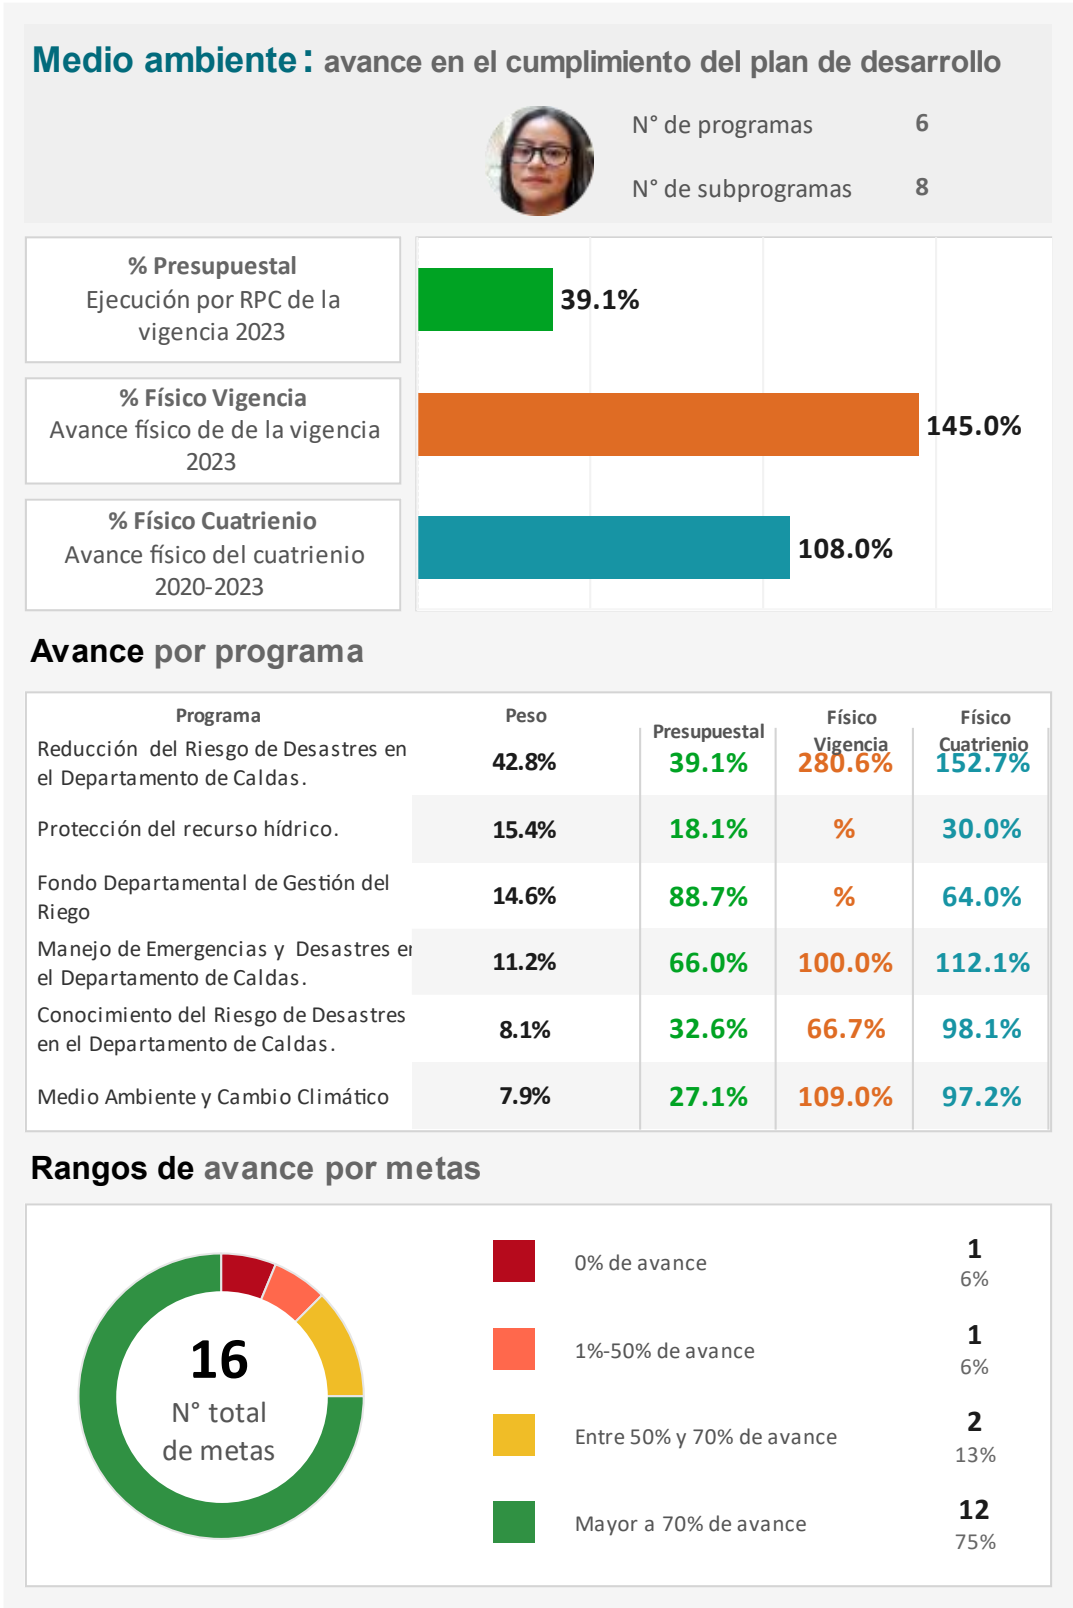 Medio ambiente: avance en el cumplimiento del plan de desarrollo
N° de programas 6
N° de subprogramas 8
% Presupuestal
Ejecución por RPC de la
vigencia 2023
39.1%
% Físico Vigencia
Avance físico de de la vigencia
2023
145.0%
% Físico Cuatrienio
Avance físico del cuatrienio
2020-2023
108.0%
Avance por programa
Programa Peso Presupuestal Físico Vigencia Físico Cuatrienio
Reducción del Riesgo de Desastres en
el Departamento de Caldas.
42.8% 39.1% 280.6% 152.7%
Protección del recurso hídrico. 15.4% 18.1% % 30.0%
Fondo Departamental de Gestión del
Riego
14.6% 88.7% % 64.0%
Manejo de Emergencias y Desastres en
el Departamento de Caldas.
11.2% 66.0% 100.0% 112.1%
Conocimiento del Riesgo de Desastres
en el Departamento de Caldas.
8.1% 32.6% 66.7% 98.1%
Medio Ambiente y Cambio Climático 7.9% 27.1% 109.0% 97.2%
Rangos de avance por metas
16
N° total
de metas
0% de avance 1
6%
1%-50% de avance 1
6%
Entre 50% y 70% de avance 2
13%
Mayor a 70% de avance 12
75%